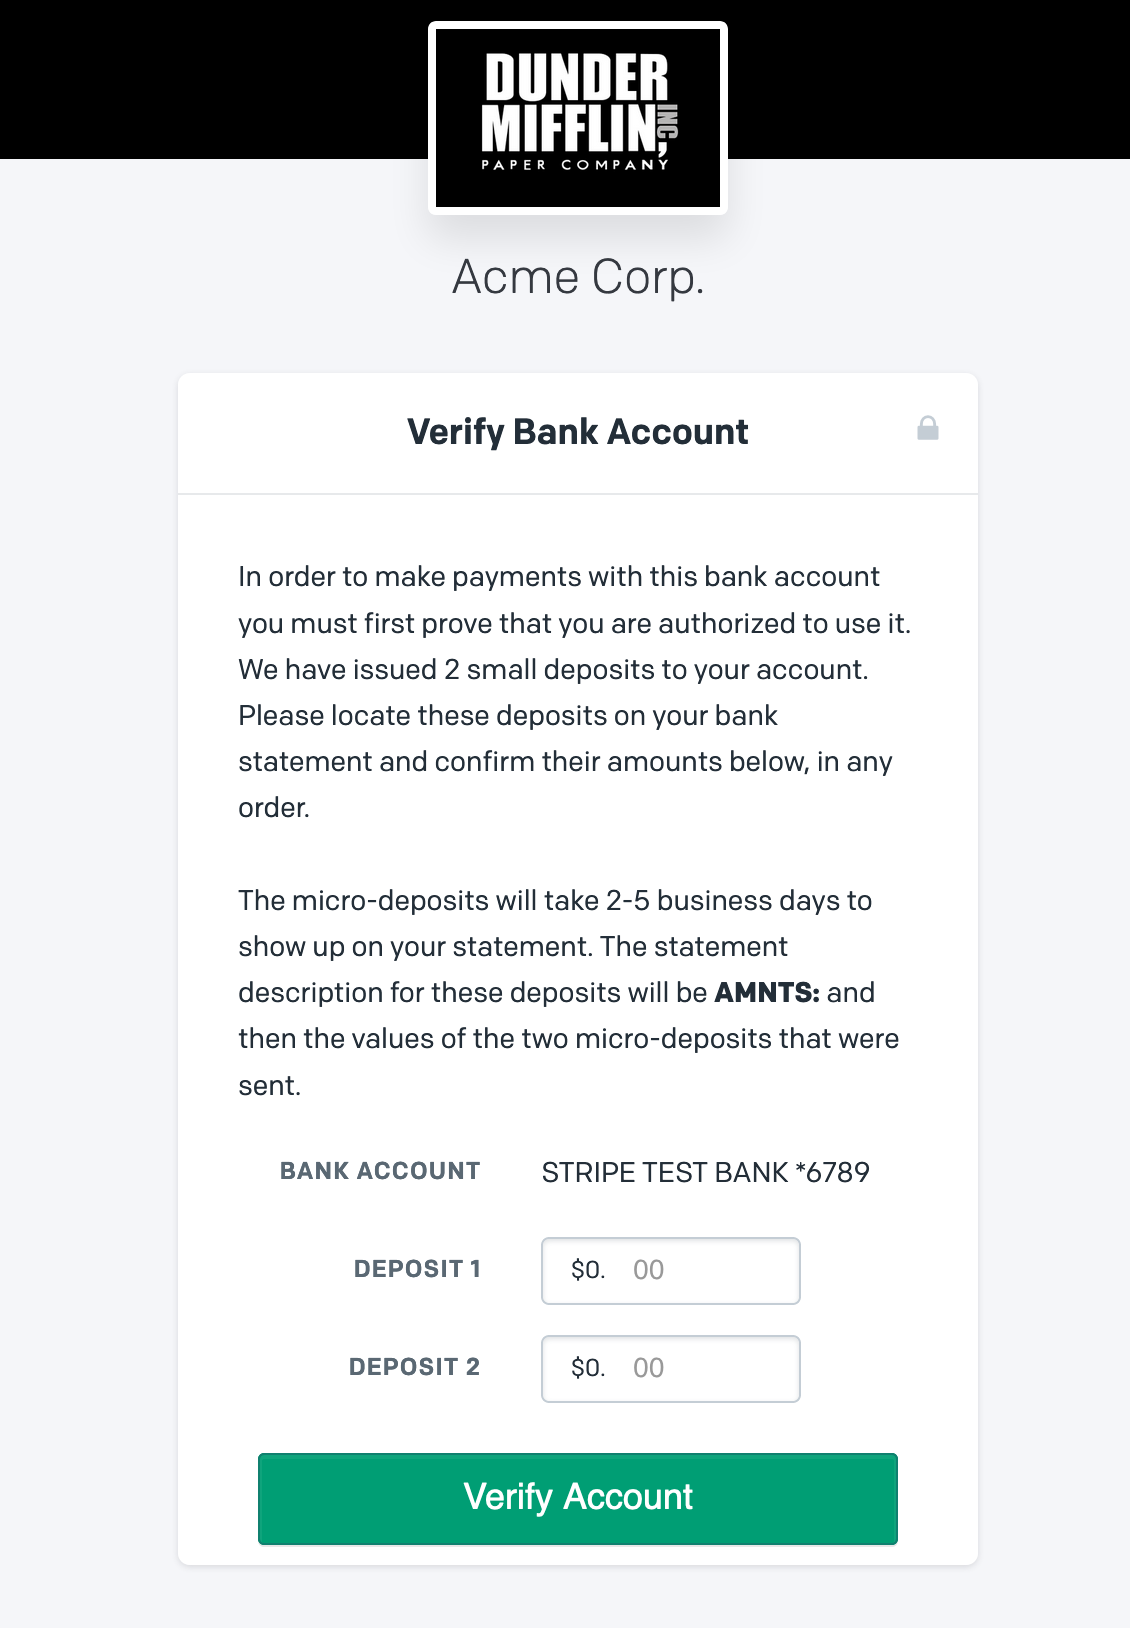 DUNDER
MIFFLIN, INC
PAPER COMPANY
Acme Corp.
Verify Bank Account
In order to make payments with this bank account
you must first prove that you are authorized to use it.
We have issued 2 small deposits to your account.
Please locate these deposits on your bank
statement and confirm their amounts below, in any
order.
The micro-deposits will take 2-5 business days to
show up on your statement. The statement
description for these deposits will be AMNTS: and
then the values of the two micro-deposits that were
sent.
BANK ACCOUNT STRIPE TEST BANK *6789
DEPOSIT 1 $0. 00
DEPOSIT 2 $0. 00
Verify Account